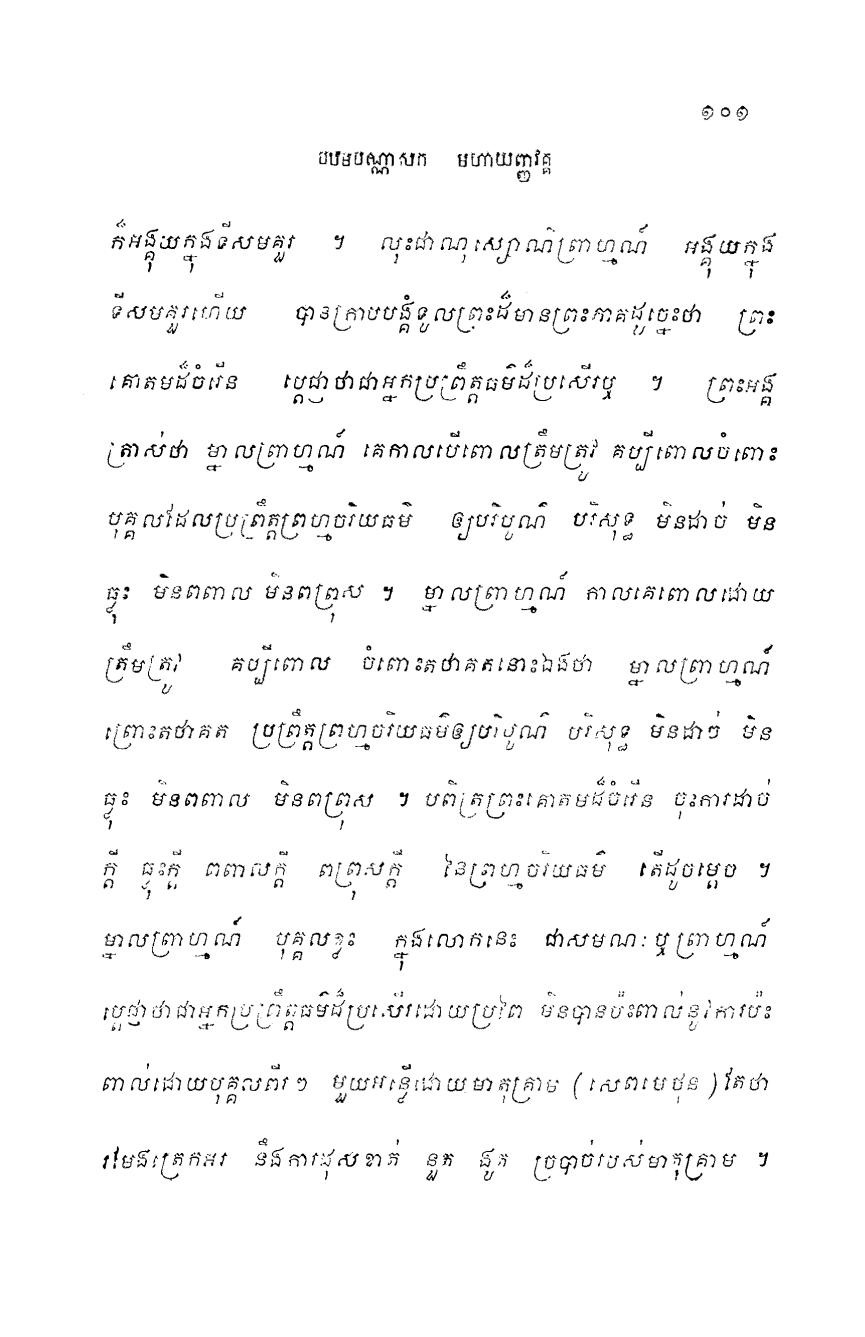 ១០១
បឋមបណ្ណាសក មហាយញ្ញវគ្គ
ក៏អង្គុយក្នុងទីសមគួរ ។ លុះជាណុស្សោណិព្រាហ្មណ៍ អង្គុយក្នុង
ទីសមគួរហើយ បានក្រាបបង្គំទូលព្រះដ៏មានព្រះភាគដូច្នេះថា ព្រះ
គោតមដ៏ចំរើន ប្តេជ្ញាថាជាអ្នកប្រព្រឹត្តធម៌ដ៏ប្រសើរឬ ។ ព្រះអង្គ
ត្រាស់ថា ម្នាលព្រាហ្មណ៍ គេកាលបើពោលត្រឹមត្រូវ គប្បីពោលចំពោះ
បុគ្គលដែលប្រព្រឹត្តព្រហ្មចរិយធម៌ ឲ្យបរិបូណ៌ បរិសុទ្ធ មិនដាច់ មិន
ធ្លុះ មិនពពាល មិនពព្រុស ។ ម្នាលព្រាហ្មណ៍ កាលគេពោលដោយ
ត្រឹមត្រូវ គប្បីពោល ចំពោះតថាគតនោះឯងថា ម្នាលព្រាហ្មណ៍
ព្រោះតថាគត ប្រព្រឹត្តព្រហ្មចរិយធម៌ឲ្យបរិបូណ៌ បរិសុទ្ធ មិនដាច់ មិន
ធ្លុះ មិនពពាល មិនពព្រុស ។ បពិត្រព្រះគោតមដ៏ចំរើន ចុះការដាច់
ក្តី ធ្លុះក្តី ពពាលក្តី ពព្រុសក្តី នៃព្រហ្មចរិយធម៌ តើដូចម្តេច ។
ម្នាលព្រាហ្មណ៍ បុគ្គលខ្លះ ក្នុងលោកនេះ ជាសមណៈឬព្រាហ្មណ៍
ប្តេជ្ញាថាជាអ្នកប្រព្រឹត្តធម៌ដ៏ប្រសើរដោយប្រពៃ មិនបានប៉ះពាល់នូវការប៉ះ
ពាល់ដោយបុគ្គលពីរៗ មួយអន្លើដោយមាតុគ្រាម (សេពមេថុន) តែថា
រមែងត្រេកអរ នឹងការដុសខាត់ នួត ងូត ច្របាច់របស់មាតុគ្រាម ។